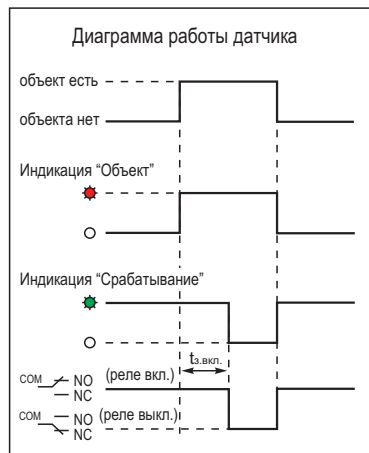 Диаграмма работы датчика
объект есть
объекта нет
Индикация “Объект”
Индикация “Срабатывание”
tз.вкл.
COM NO (реле вкл.)
NC
COM NO (реле выкл.)
NC